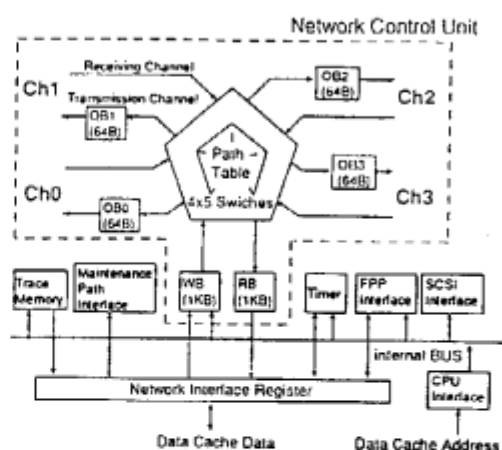 Network Control Unit
Receiving Channel
Ch1
Transmission Channel
OB1
(64B)
OB2
(64B)
Ch2
Path
Table
4x5 Swiches
OB3
(64B)
Ch0
OB0
(64B)
Ch3
Trace
Memory
Maintenance
Path
Interface
WB
(1KB)
RB
(1KB)
Timer
FPP
Interface
SCSI
Interface
internal BUS
Network Interface Register
CPU
Interface
Data Cache Data
Data Cache Address